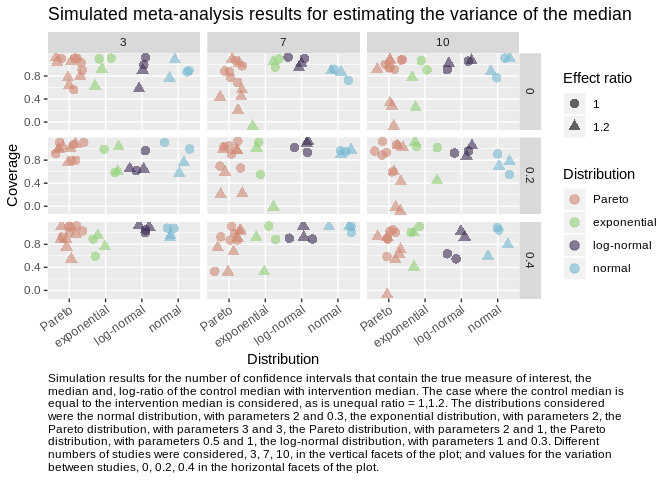 Simulated meta-analysis results for estimating the variance of the median
3
7
10
0.8
0.4
0.0
0
0.8
0.4
0.0
0.2
0.8
0.4
0.0
0.4
Coverage
Pareto
exponential
log-normal
normal
Pareto
exponential
log-normal
normal
Pareto
exponential
log-normal
normal
Distribution
Effect ratio
1
1.2
Distribution
Pareto
exponential
log-normal
normal
Simulation results for the number of confidence intervals that contain the true measure of interest, the
median and, log-ratio of the control median with intervention median. The case where the control median is
equal to the intervention median is considered, as is unequal ratio = 1,1.2. The distributions considered
were the normal distribution, with parameters 2 and 0.3, the exponential distribution, with parameters 2, the
Pareto distribution, with parameters 3 and 3, the Pareto distribution, with parameters 2 and 1, the Pareto
distribution, with parameters 0.5 and 1, the log-normal distribution, with parameters 1 and 0.3. Different
numbers of studies were considered, 3, 7, 10, in the vertical facets of the plot; and values for the variation
between studies, 0, 0.2, 0.4 in the horizontal facets of the plot.